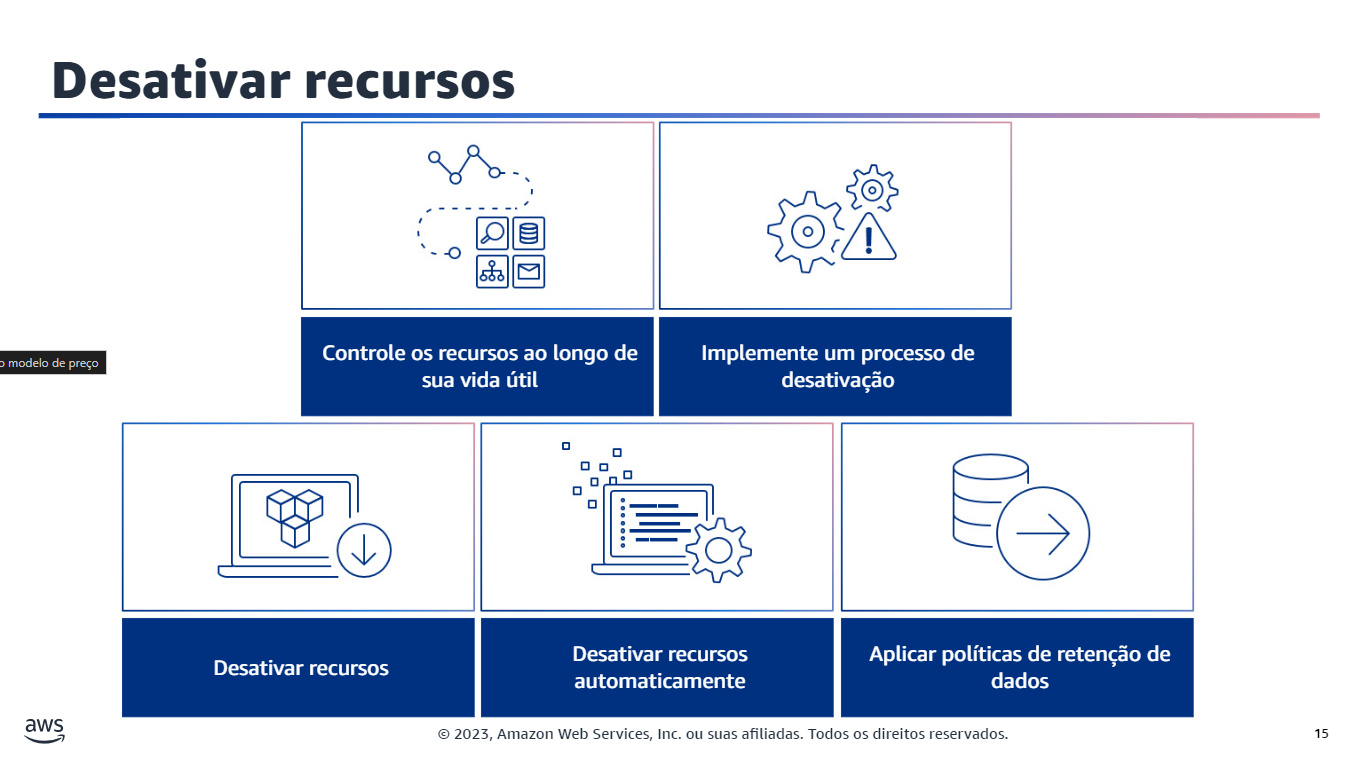 Desativar recursos
Controle os recursos ao longo de
sua vida útil
Implemente um processo de
desativação
o modelo de preço
Desativar recursos
Desativar recursos
automaticamente
Aplicar políticas de retenção de
dados
aws
© 2023, Amazon Web Services, Inc. ou suas afiliadas. Todos os direitos reservados.
15